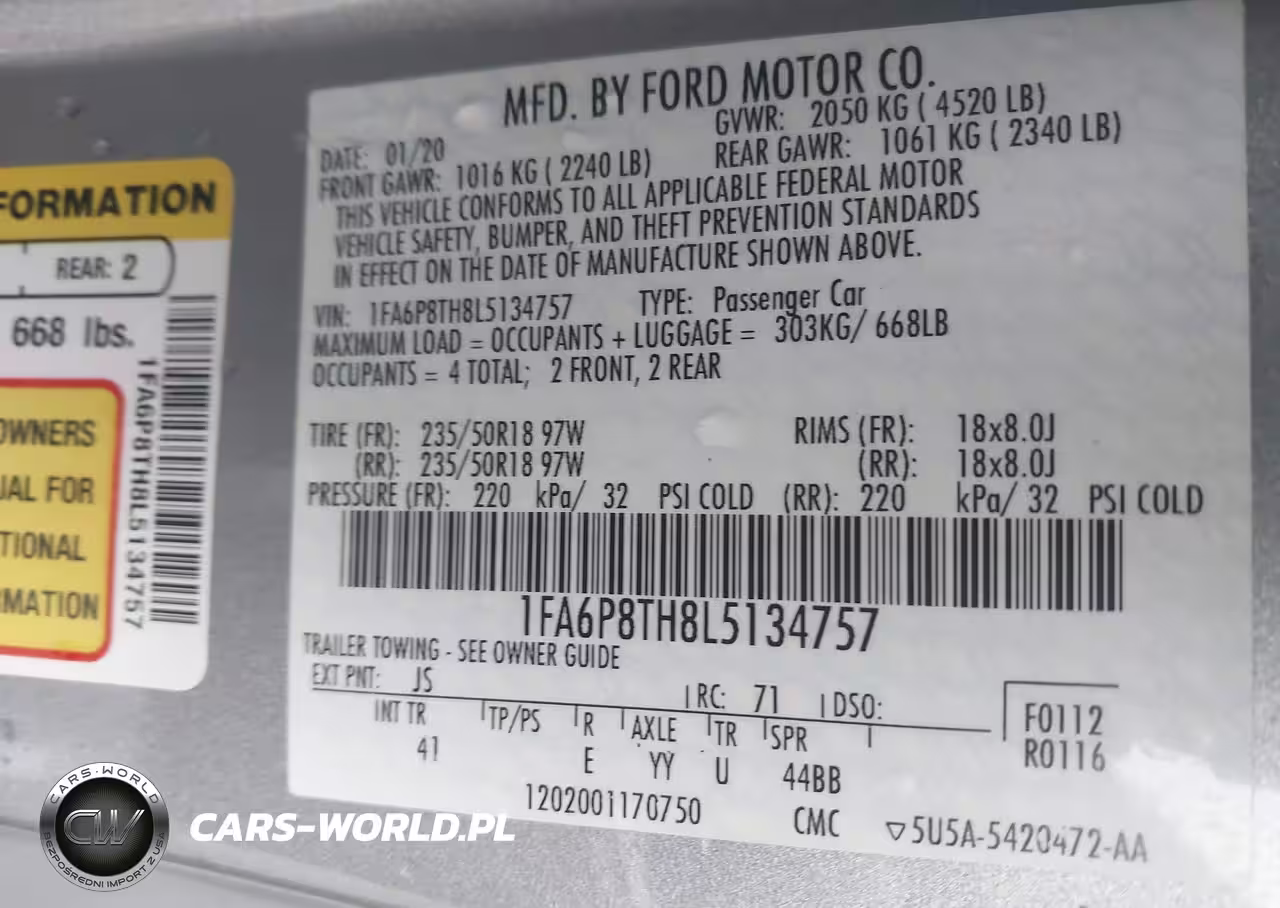 FORMATION
REAR: 2
668 lbs.
OWNERS
UAL FOR
TIONAL
RMATION
1FA6P8TH8L5134757
MFD. BY FORD MOTOR CO.
DATE: 01/20 GVWR: 2050 KG ( 4520 LB)
FRONT GAWR: 1016 KG ( 2240 LB) REAR GAWR: 1061 KG ( 2340 LB)
THIS VEHICLE CONFORMS TO ALL APPLICABLE FEDERAL MOTOR
VEHICLE SAFETY, BUMPER, AND THEFT PREVENTION STANDARDS
IN EFFECT ON THE DATE OF MANUFACTURE SHOWN ABOVE.
VIN: 1FA6P8TH8L5134757 TYPE: Passenger Car
MAXIMUM LOAD = OCCUPANTS + LUGGAGE = 303KG/ 668LB
OCCUPANTS = 4 TOTAL; 2 FRONT, 2 REAR
TIRE (FR): 235/50R18 97W RIMS (FR): 18x8.0J
(RR): 235/50R18 97W (RR): 18x8.0J
PRESSURE (FR): 220 kPa/ 32 PSI COLD (RR): 220 kPa/ 32 PSI COLD
1FA6P8TH8L5134757
TRAILER TOWING - SEE OWNER GUIDE
EXT PNT: JS RC: 71 DSO:
INT TR TP/PS R AXLE TR SPR
41 E YY U 44BB
F0112
R0116
1202001170750 CMC ▽5U5A-5420472-AA
CARS-WORLD
CW
BEZPOŚREDNI IMPORT Z USA
CARS-WORLD.PL